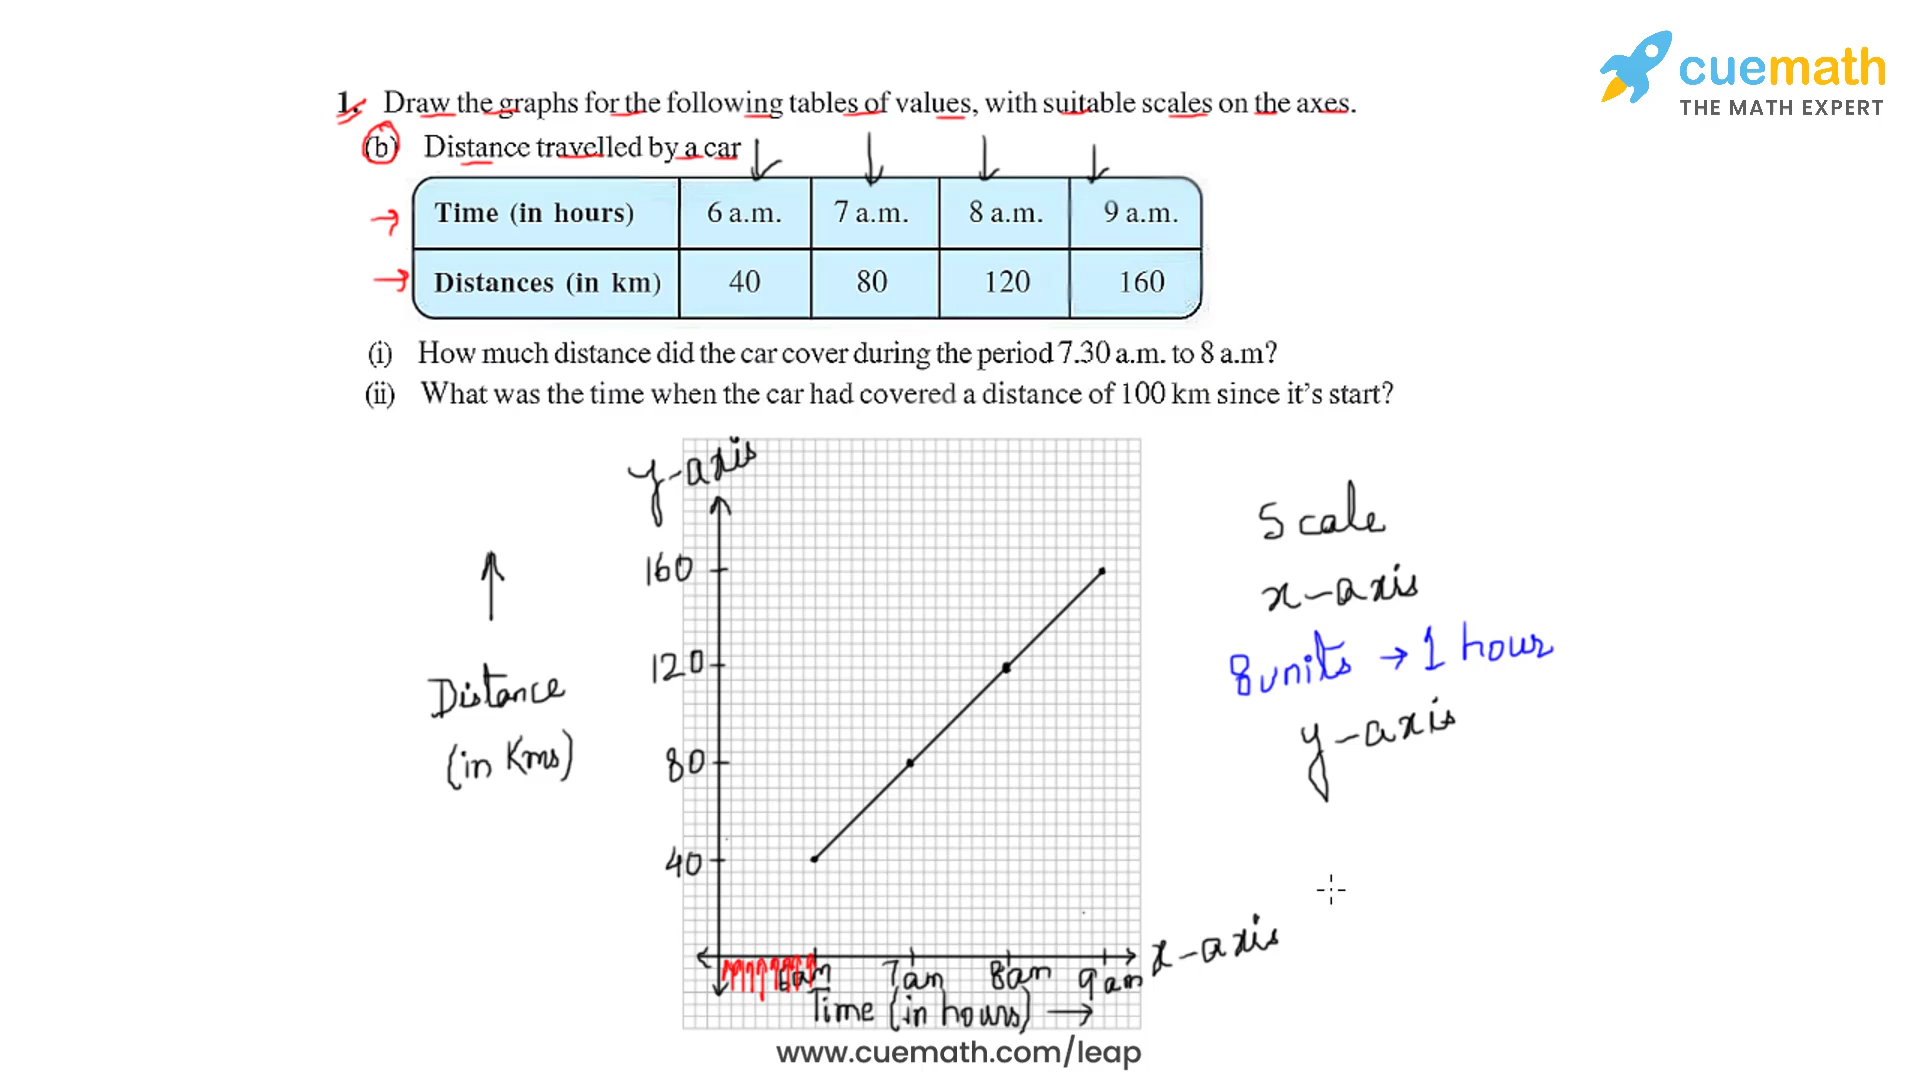 cuemath
THE MATH EXPERT
1. Draw the graphs for the following tables of values, with suitable scales on the axes.
(b) Distance travelled by a car
Time (in hours) 6 a.m. 7 a.m. 8 a.m. 9 a.m.
Distances (in km) 40 80 120 160
(i) How much distance did the car cover during the period 7.30 a.m. to 8 a.m?
(ii) What was the time when the car had covered a distance of 100 km since it's start?
y-axis
160
120
80
40
Distance
(in Kms)
6am 7am 8am 9am
x-axis
Time (in hours)
Scale
x-axis
8units → 1 hour
y-axis
www.cuemath.com/leap